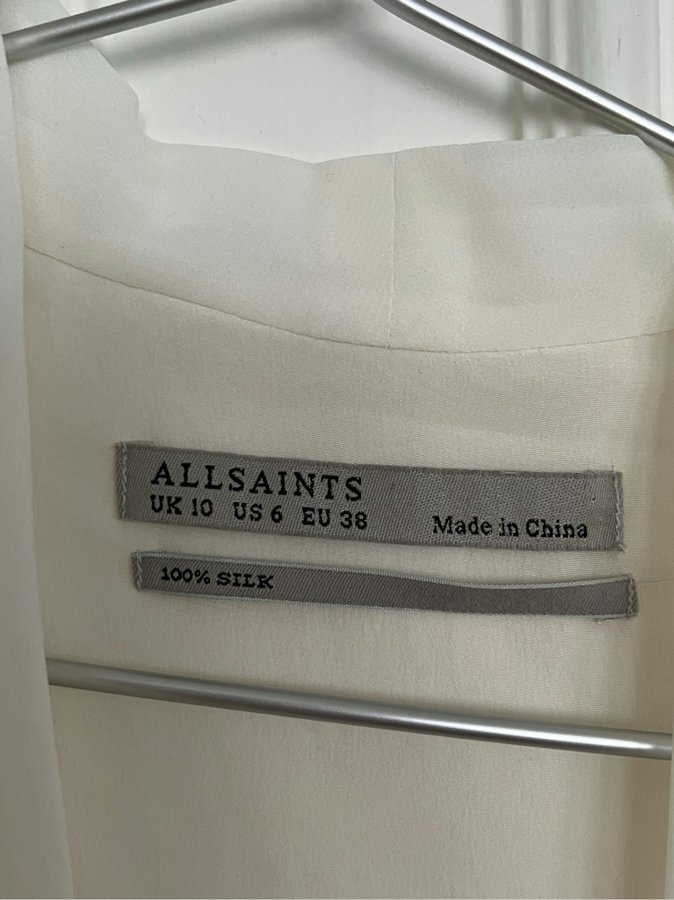 ALLSAINTS
UK 10 US 6 EU 38 Made in China
100% SILK